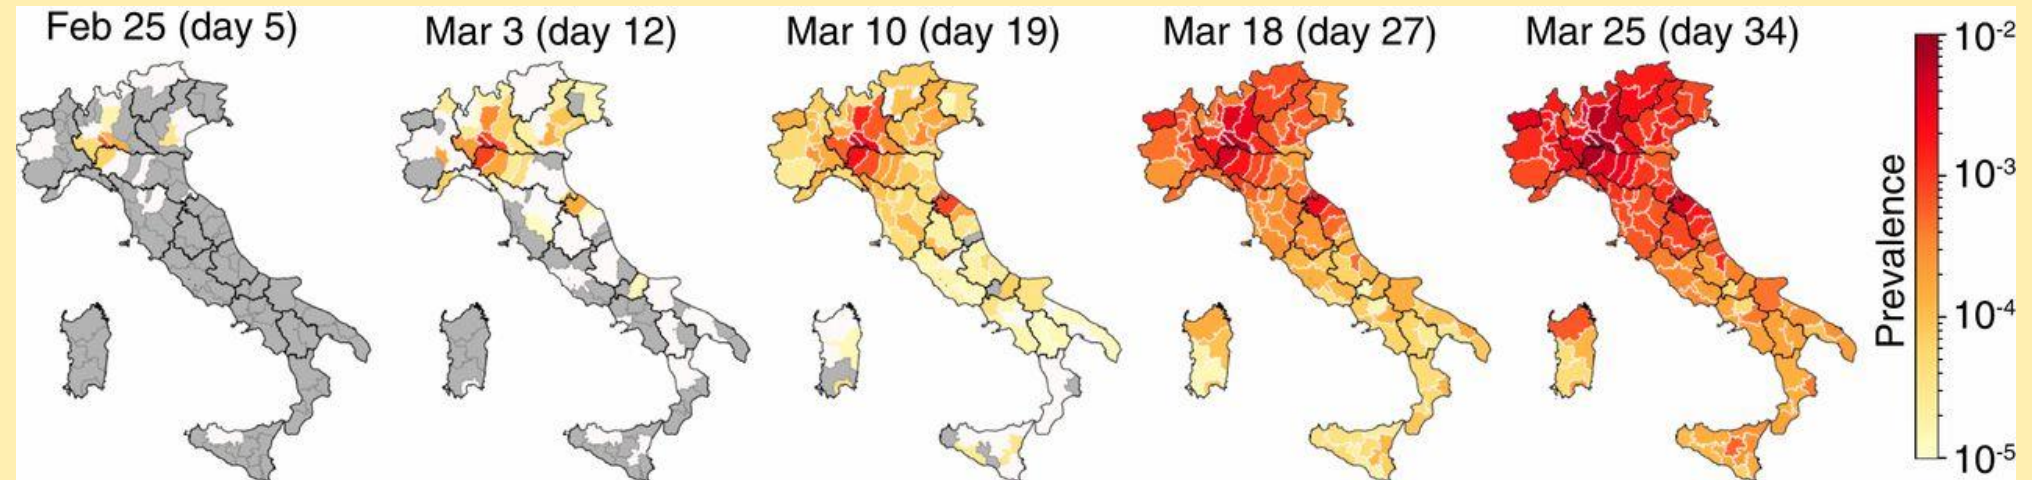 Feb 25 (day 5)
Mar 3 (day 12)
Mar 10 (day 19)
Mar 18 (day 27)
Mar 25 (day 34)
Prevalence
10-2
10-3
10-4
10-5